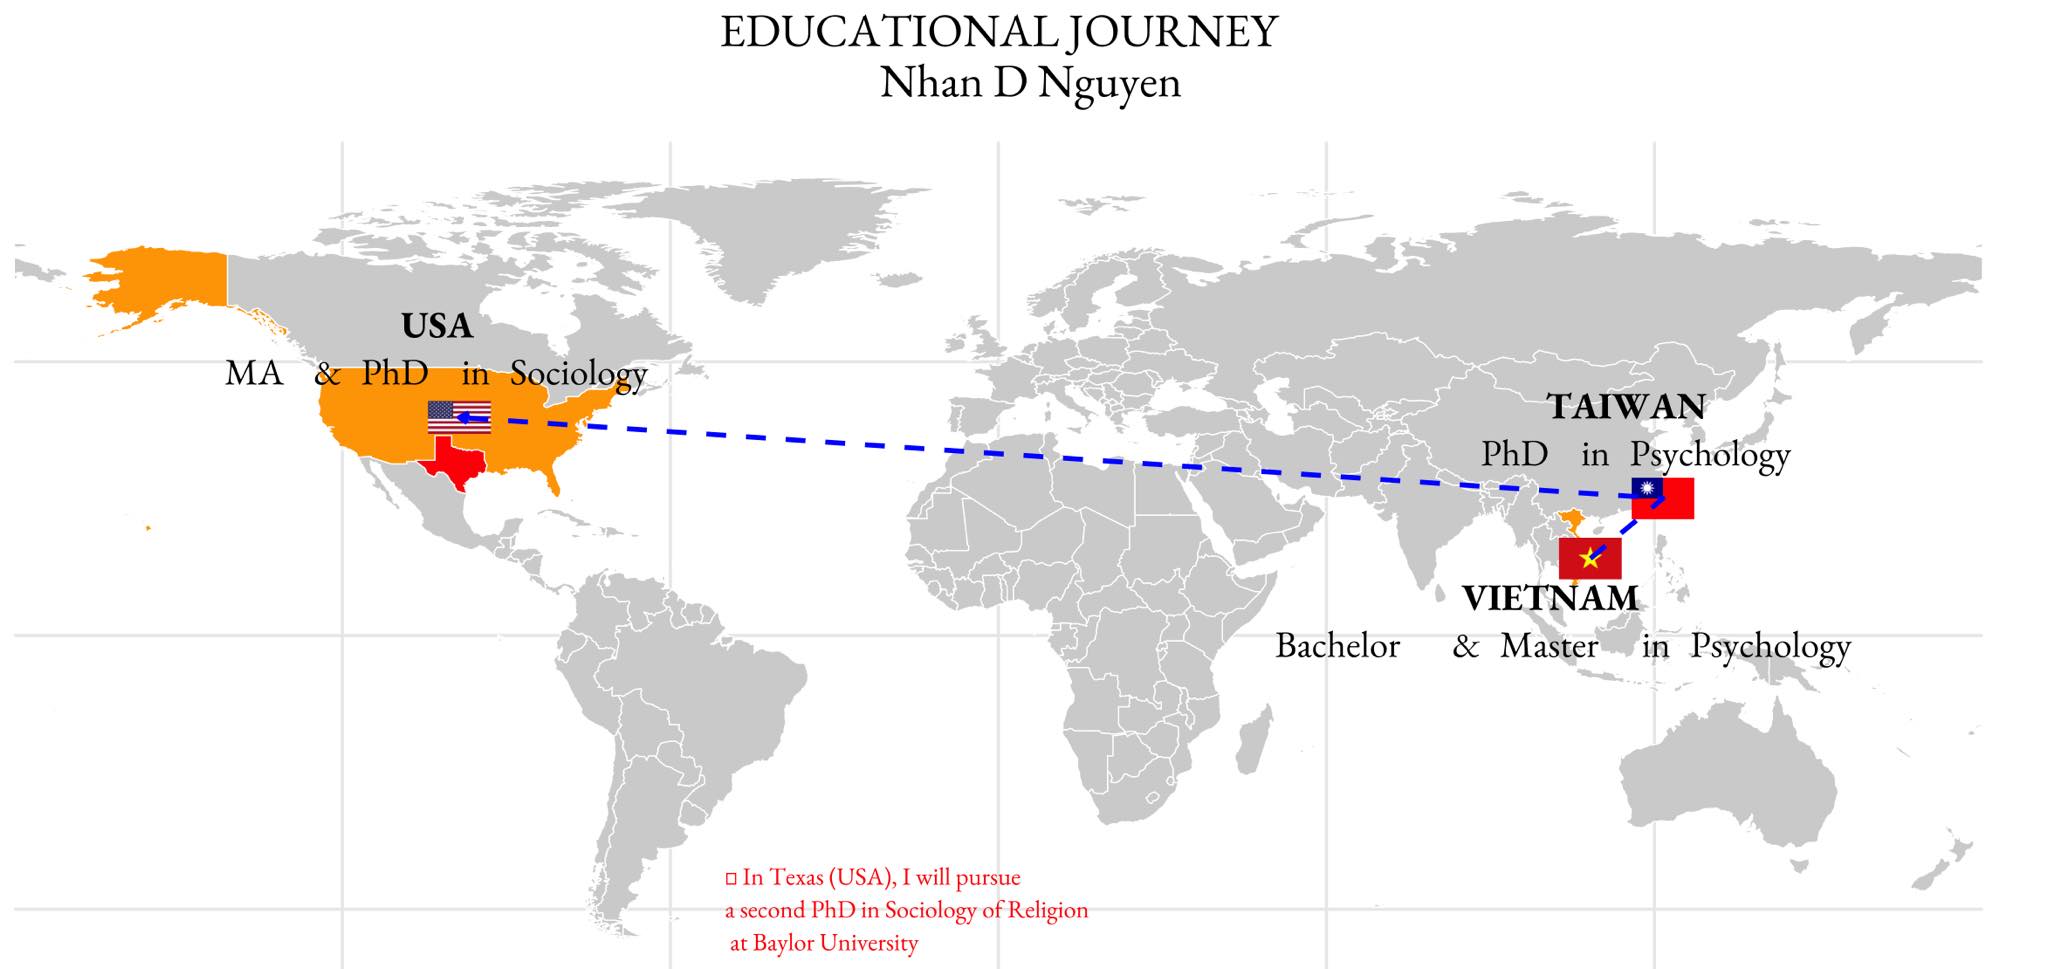 EDUCATIONAL JOURNEY
Nhan D Nguyen
USA
MA & PhD in Sociology
TAIWAN
PhD in Psychology
VIETNAM
Bachelor & Master in Psychology
▯ In Texas (USA), I will pursue
a second PhD in Sociology of Religion
at Baylor University